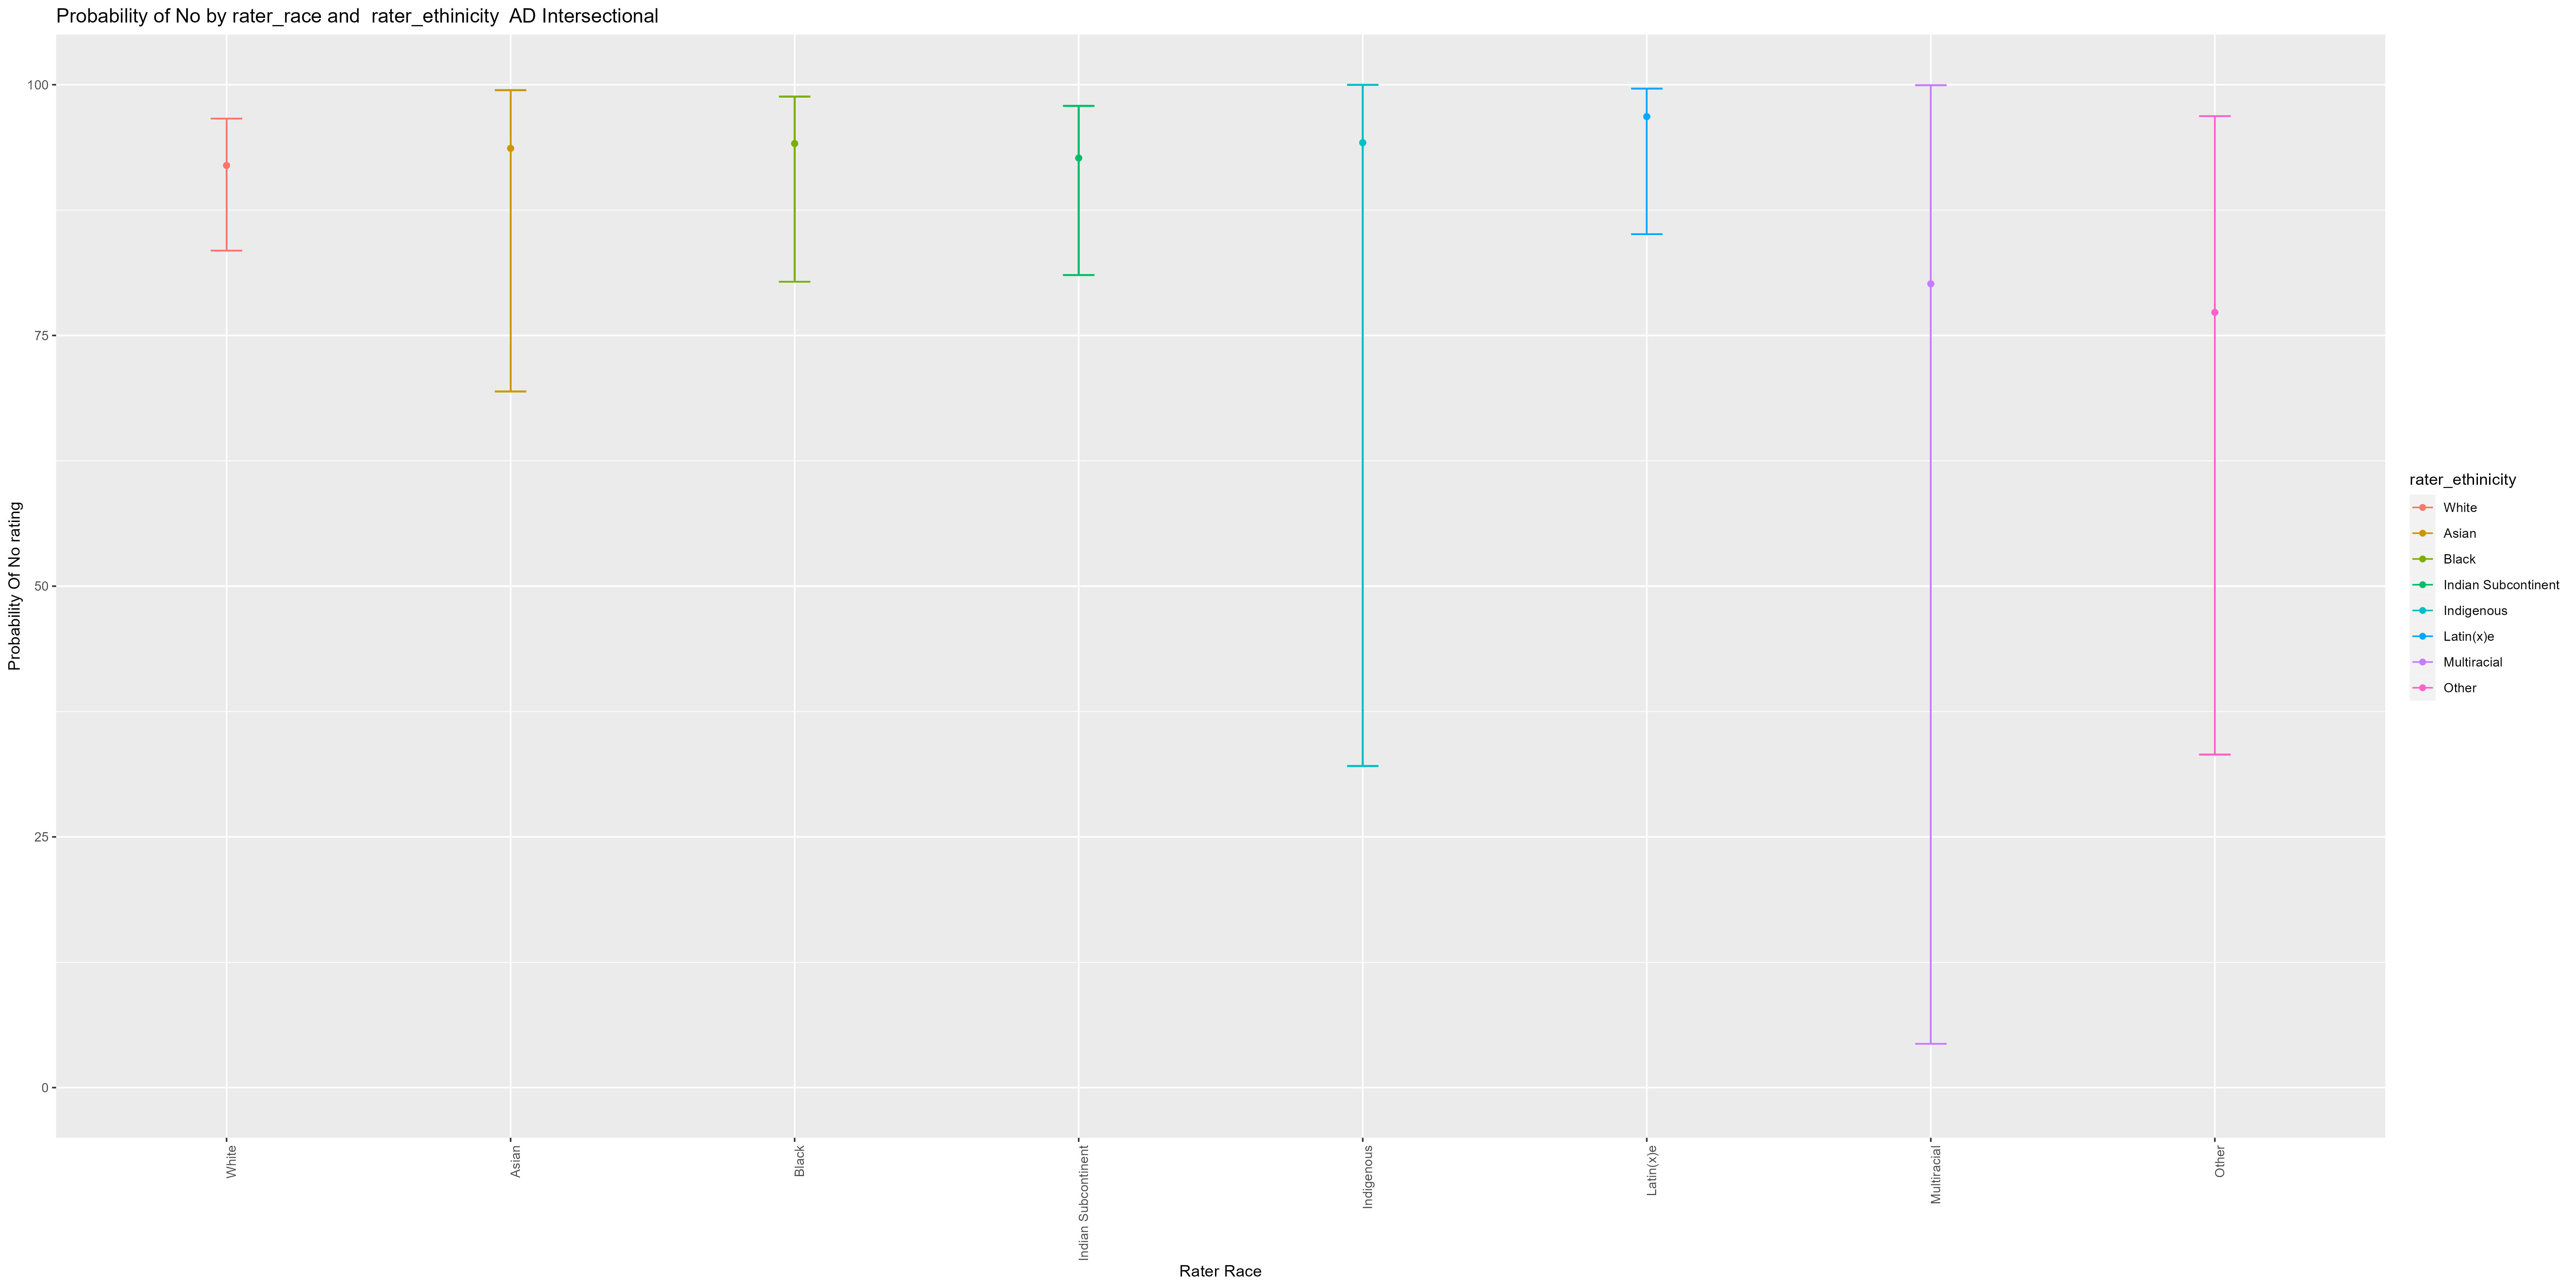 Probability of No by rater_race and  rater_ethinicity  AD Intersectional
Probability Of No rating
100
75
50
25
0
White
Asian
Black
Indian Subcontinent
Indigenous
Latin(x)e
Multiracial
Other
Rater Race
rater_ethinicity
White
Asian
Black
Indian Subcontinent
Indigenous
Latin(x)e
Multiracial
Other